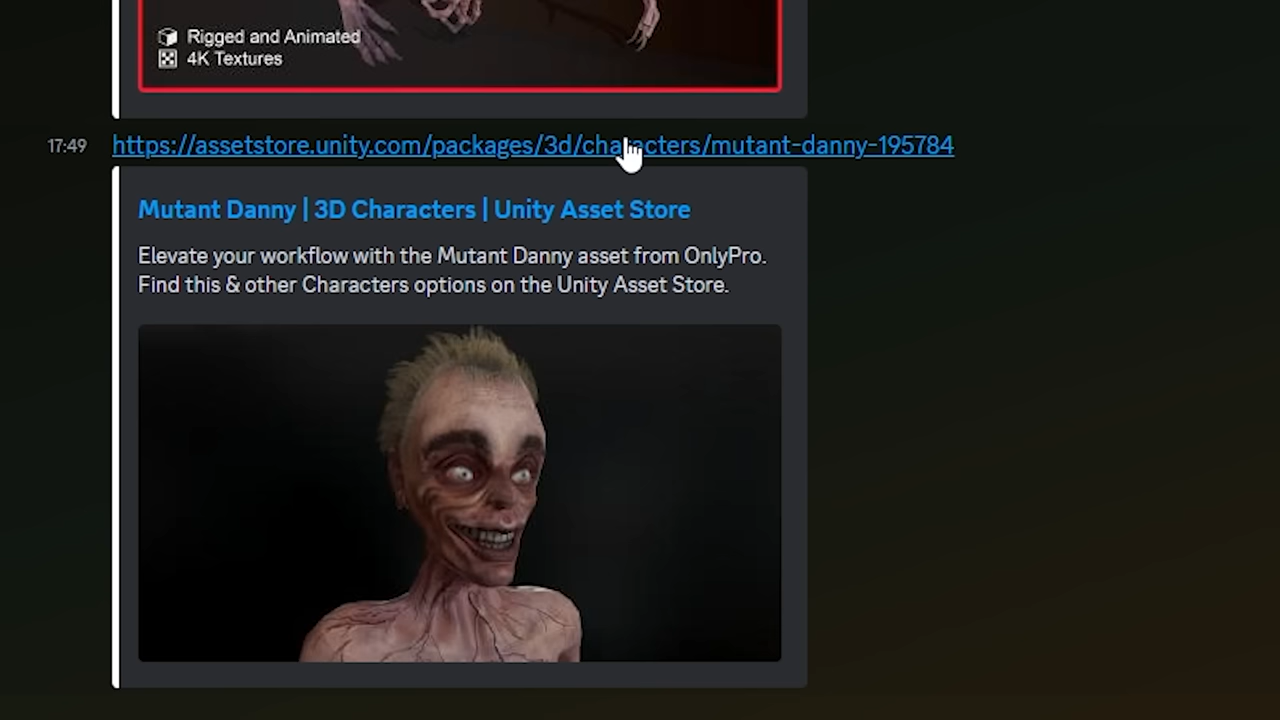 Rigged and Animated
4K Textures
17:49 https://assetstore.unity.com/packages/3d/characters/mutant-danny-195784
Mutant Danny | 3D Characters | Unity Asset Store
Elevate your workflow with the Mutant Danny asset from OnlyPro.
Find this & other Characters options on the Unity Asset Store.